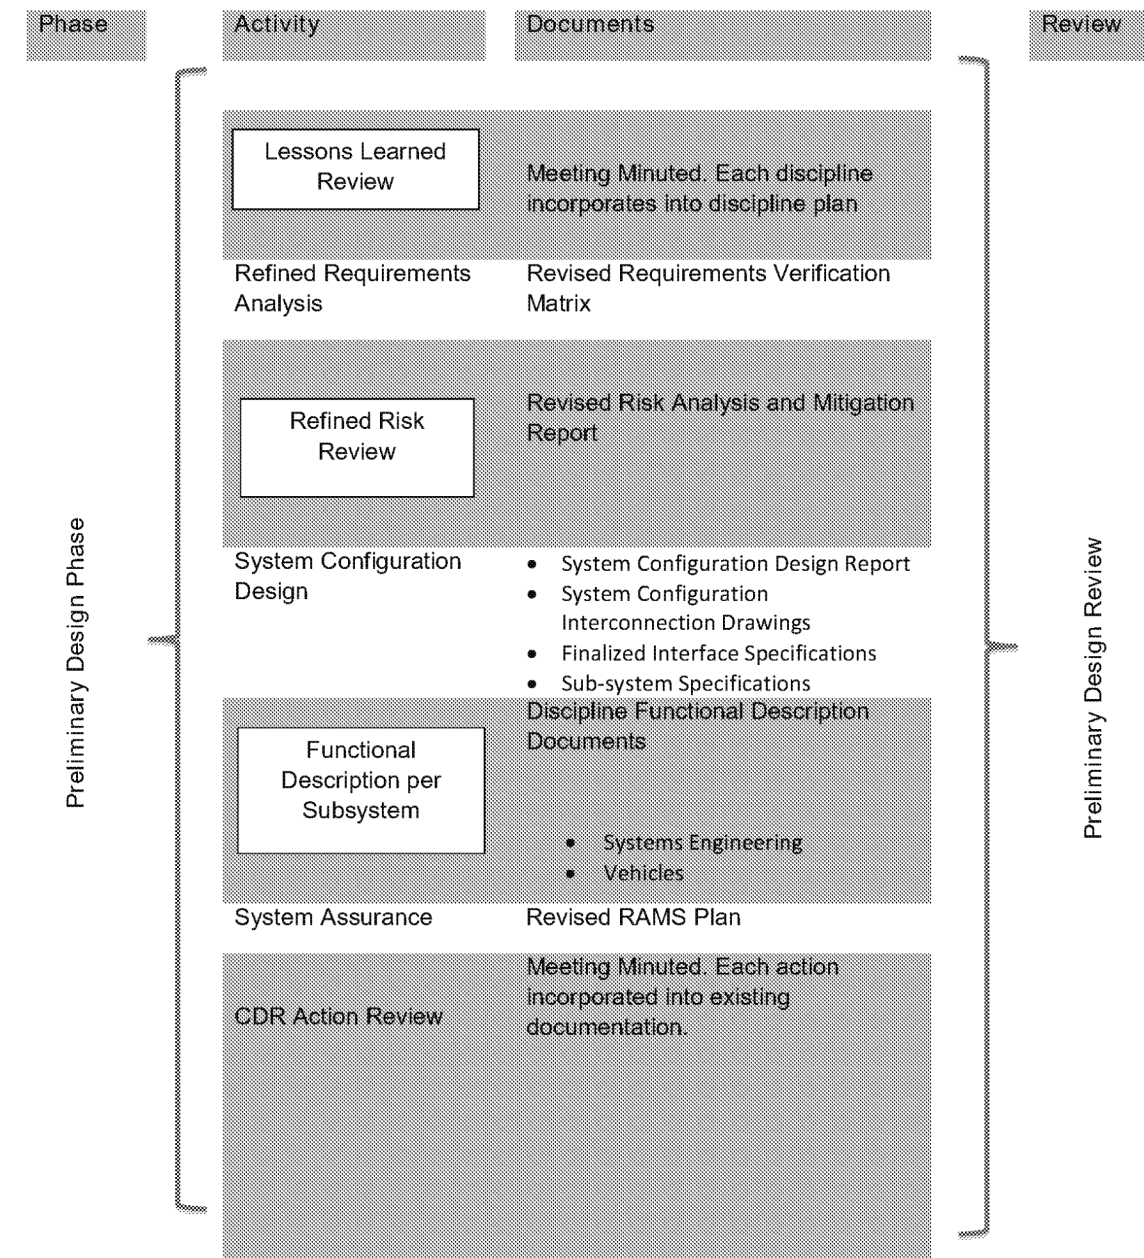 Phase
Activity
Documents
Review
Lessons Learned
Review
Meeting Minuted. Each discipline
incorporates into discipline plan
Refined Requirements
Analysis
Revised Requirements Verification
Matrix
Refined Risk
Review
Revised Risk Analysis and Mitigation
Report
System Configuration
Design
• System Configuration Design Report
• System Configuration
Interconnection Drawings
• Finalized Interface Specifications
• Sub-system Specifications
Functional
Description per
Subsystem
Discipline Functional Description
Documents
• Systems Engineering
• Vehicles
System Assurance
Revised RAMS Plan
CDR Action Review
Meeting Minuted. Each action
incorporated into existing
documentation.
Preliminary Design Phase
Preliminary Design Review